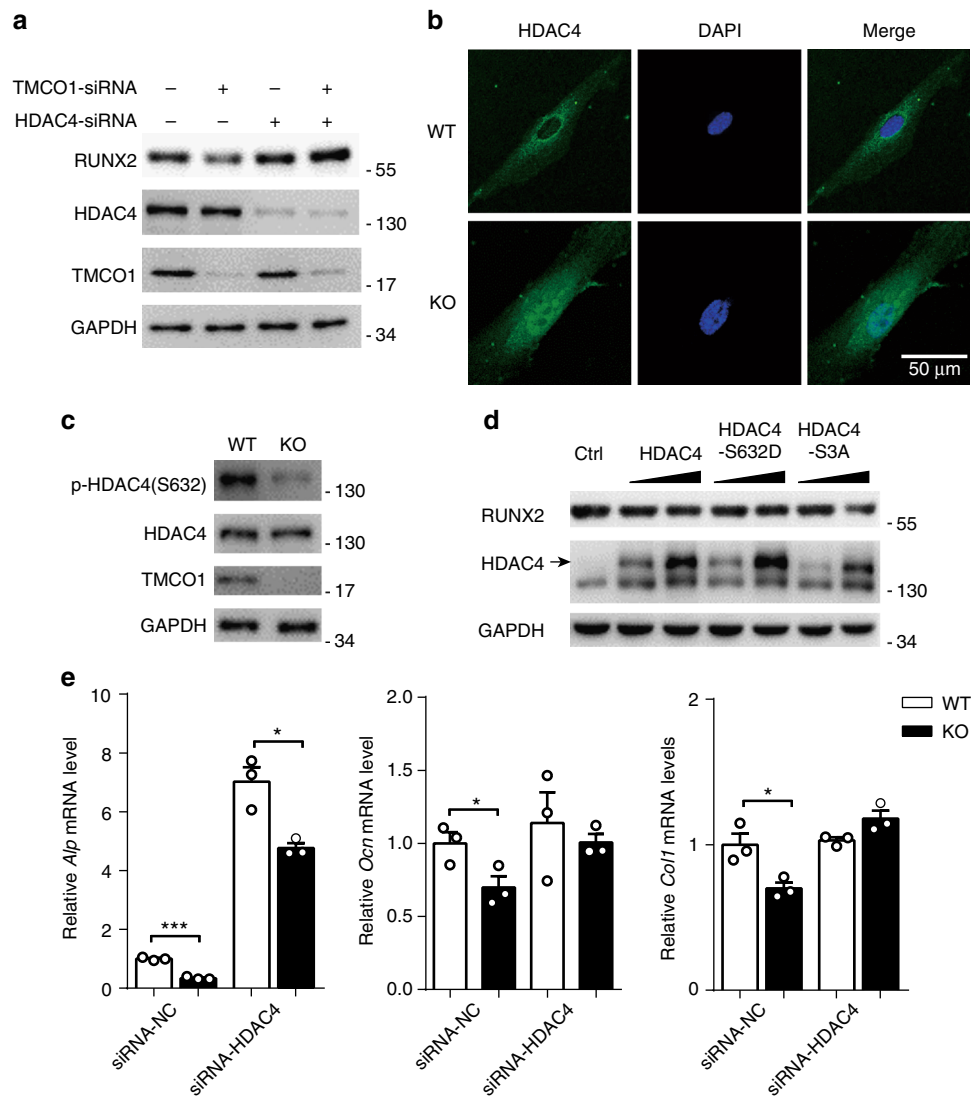 a
TMCO1-siRNA – + – +
HDAC4-siRNA – – + +
RUNX2
- 55
HDAC4
- 130
TMCO1
- 17
GAPDH
- 34
b
HDAC4 DAPI Merge
WT
KO
50 μm
c
WT KO
p-HDAC4(S632)
- 130
HDAC4
- 130
TMCO1
- 17
GAPDH
- 34
d
Ctrl HDAC4 HDAC4 -S632D HDAC4 -S3A
RUNX2
- 55
HDAC4
- 130
GAPDH
- 34
e
Relative Alp mRNA level
10
8
6
4
2
0
***
*
siRNA-NC
siRNA-HDAC4
Relative Ocn mRNA level
2.0
1.5
1.0
0.5
0.0
*
siRNA-NC
siRNA-HDAC4
Relative Col1 mRNA levels
2
1
0
*
siRNA-NC
siRNA-HDAC4
WT
KO